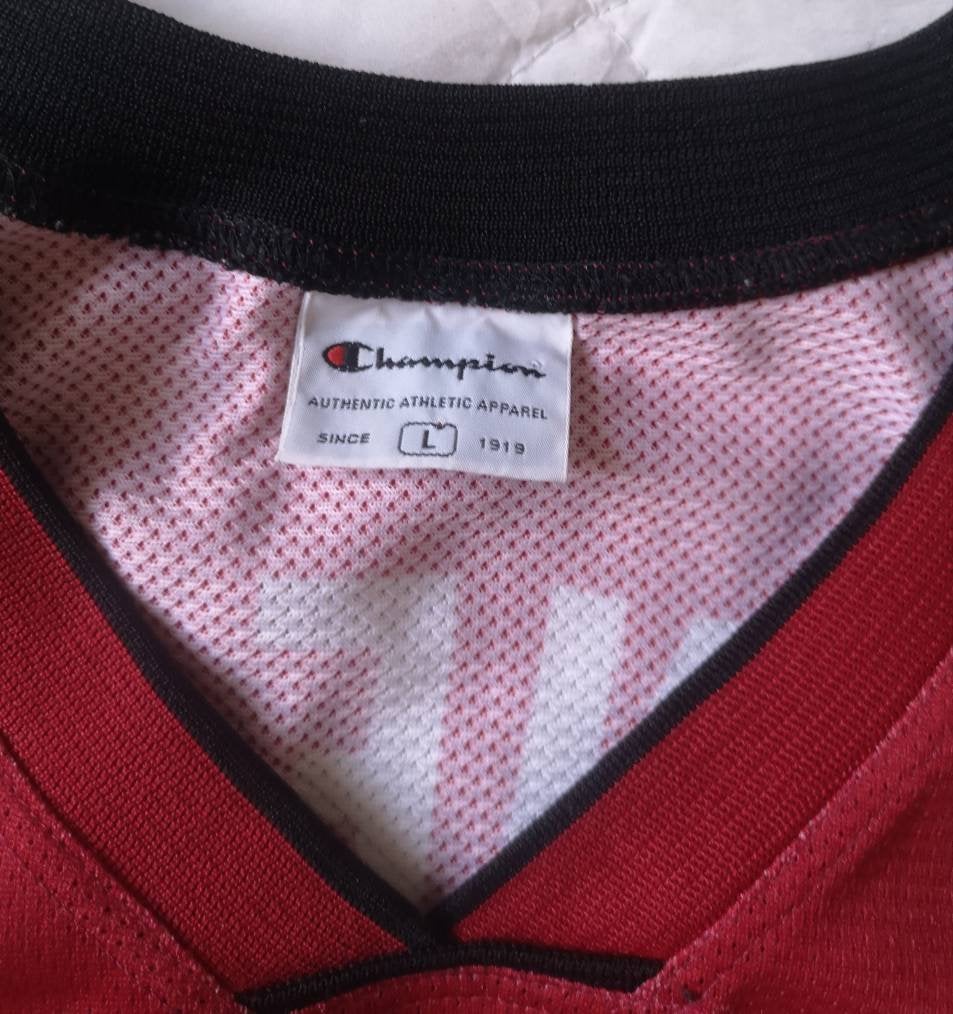 Champion
AUTHENTIC ATHLETIC APPAREL
SINCE L 1919